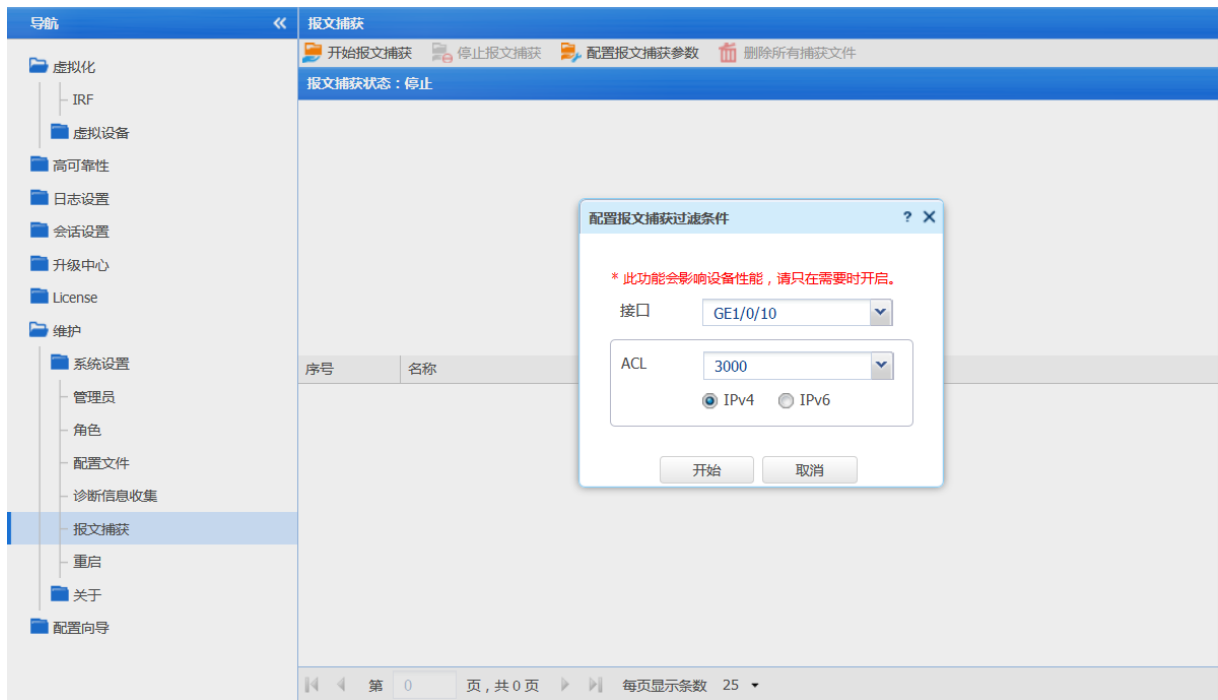 导航 «
虚拟化
IRF
虚拟设备
高可靠性
日志设置
会话设置
升级中心
License
维护
系统设置
管理员
角色
配置文件
诊断信息收集
报文捕获
重启
关于
配置向导
报文捕获
开始报文捕获 停止报文捕获 配置报文捕获参数 删除所有捕获文件
报文捕获状态：停止
序号 名称
配置报文捕获过滤条件 ? X
* 此功能会影响设备性能，请只在需要时开启。
接口 GE1/0/10
ACL 3000
IPv4 IPv6
开始 取消
第 0 页，共 0 页 每页显示条数 25